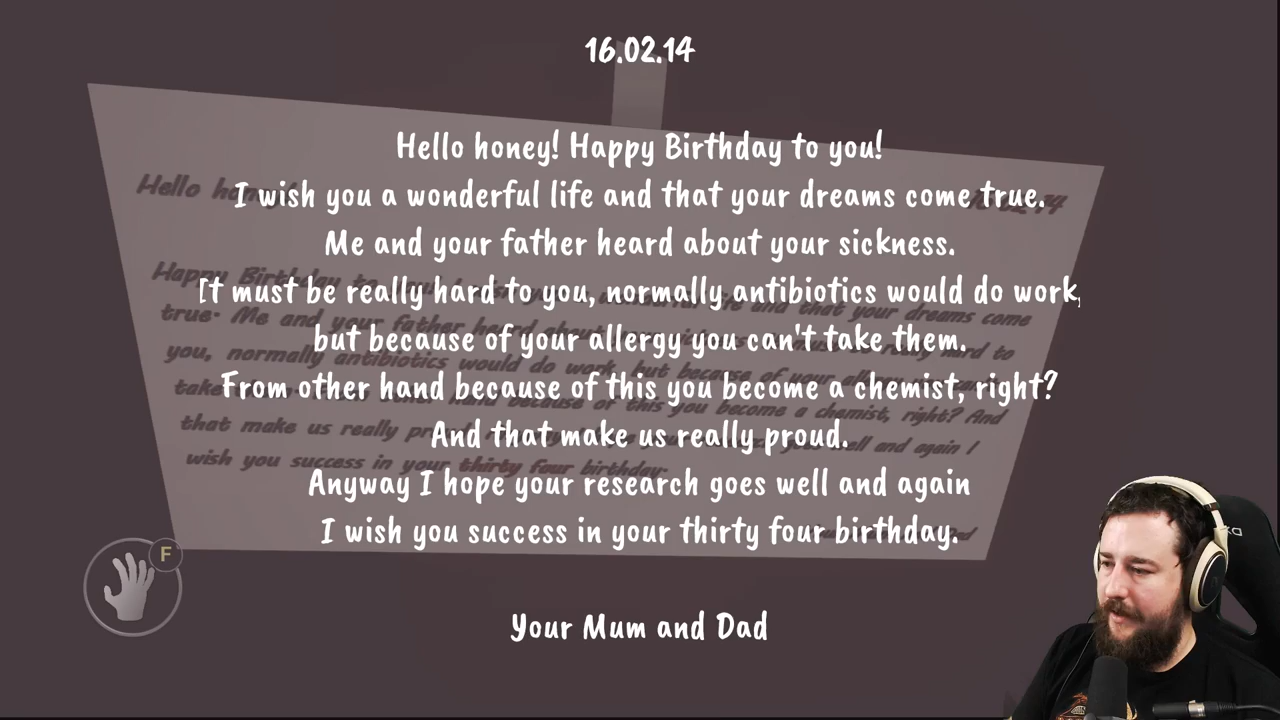 16.02.14
Hello honey! Happy Birthday to you!
I wish you a wonderful life and that your dreams come true.
Me and your father heard about your sickness.
It must be really hard to you, normally antibiotics would do work,
but because of your allergy you can't take them.
From other hand because of this you become a chemist, right?
And that make us really proud.
Anyway I hope your research goes well and again
I wish you success in your thirty four birthday.
Your Mum and Dad
F